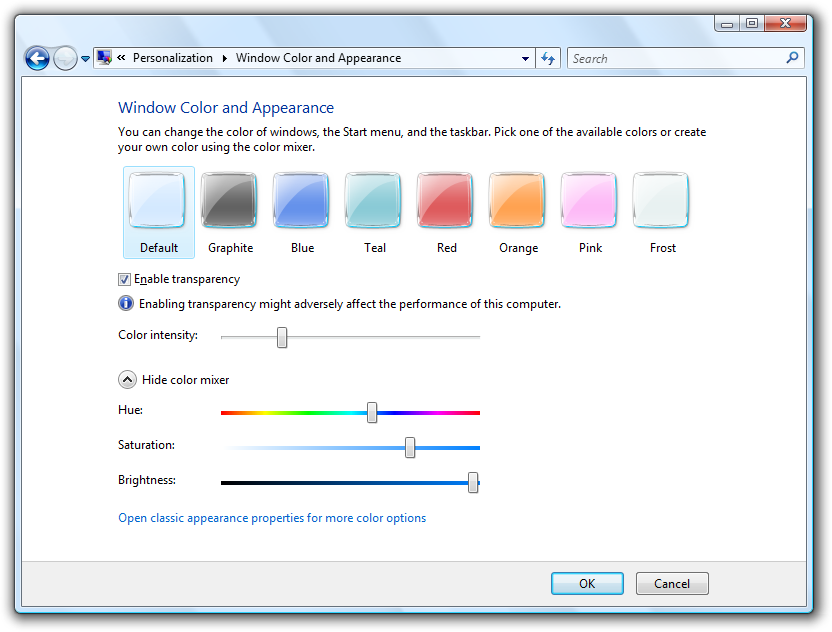 « Personalization ▸ Window Color and Appearance
Search
Window Color and Appearance
You can change the color of windows, the Start menu, and the taskbar. Pick one of the available colors or create
your own color using the color mixer.
Default Graphite Blue Teal Red Orange Pink Frost
Enable transparency
Enabling transparency might adversely affect the performance of this computer.
Color intensity:
Hide color mixer
Hue:
Saturation:
Brightness:
Open classic appearance properties for more color options
OK Cancel